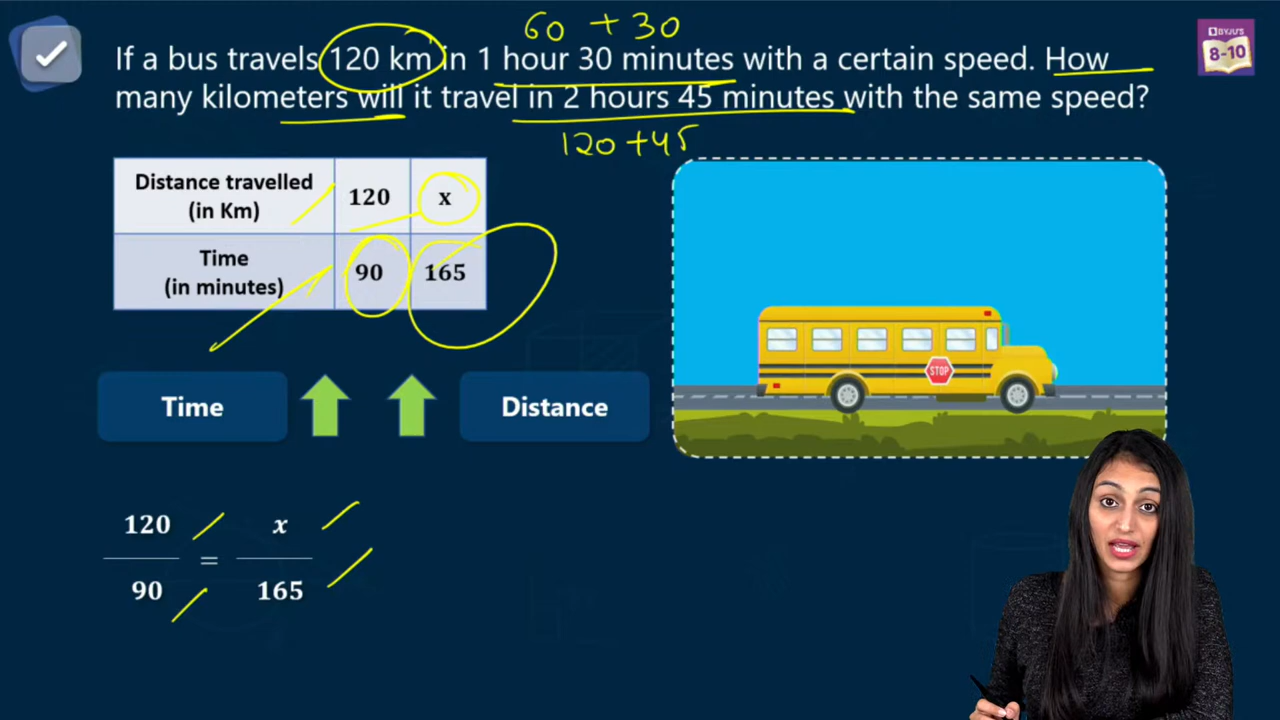 60 + 30
BYJU'S
8-10
If a bus travels 120 km in 1 hour 30 minutes with a certain speed. How
many kilometers will it travel in 2 hours 45 minutes with the same speed?
120 + 45
Distance travelled
(in Km)
120
x
Time
(in minutes)
90
165
STOP
Time
Distance
120
x
=
90
165